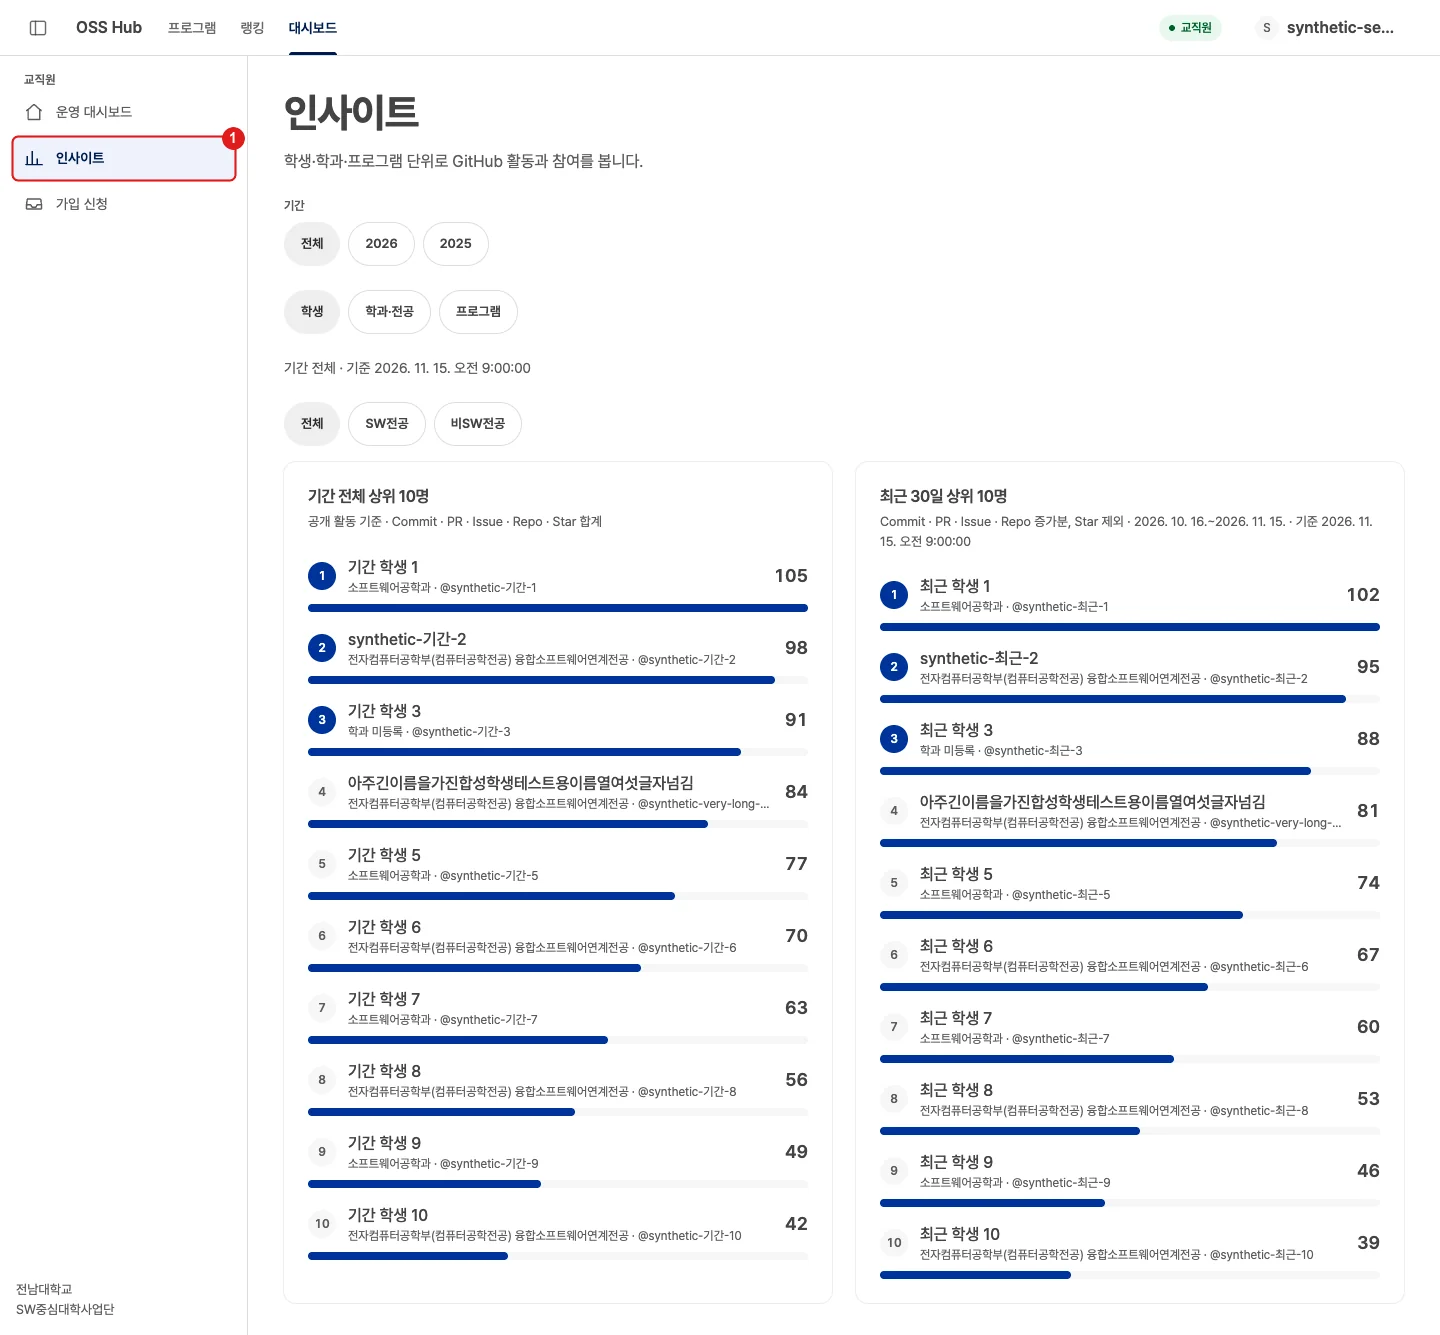 OSS Hub
프로그램
랭킹
대시보드
교직원
S
synthetic-se...
교직원
운영 대시보드
인사이트
1
가입 신청
전남대학교
SW중심대학사업단
인사이트
학생·학과·프로그램 단위로 GitHub 활동과 참여를 봅니다.
기간
전체
2026
2025
학생
학과·전공
프로그램
기간 전체 · 기준 2026. 11. 15. 오전 9:00:00
전체
SW전공
비SW전공
기간 전체 상위 10명
공개 활동 기준 · Commit · PR · Issue · Repo · Star 합계
1
기간 학생 1
소프트웨어공학과 · @synthetic-기간-1
105
2
synthetic-기간-2
전자컴퓨터공학부(컴퓨터공학전공) 융합소프트웨어연계전공 · @synthetic-기간-2
98
3
기간 학생 3
학과 미등록 · @synthetic-기간-3
91
4
아주긴이름을가진합성학생테스트용이름열여섯글자넘김
전자컴퓨터공학부(컴퓨터공학전공) 융합소프트웨어연계전공 · @synthetic-very-long-...
84
5
기간 학생 5
소프트웨어공학과 · @synthetic-기간-5
77
6
기간 학생 6
전자컴퓨터공학부(컴퓨터공학전공) 융합소프트웨어연계전공 · @synthetic-기간-6
70
7
기간 학생 7
소프트웨어공학과 · @synthetic-기간-7
63
8
기간 학생 8
전자컴퓨터공학부(컴퓨터공학전공) 융합소프트웨어연계전공 · @synthetic-기간-8
56
9
기간 학생 9
소프트웨어공학과 · @synthetic-기간-9
49
10
기간 학생 10
전자컴퓨터공학부(컴퓨터공학전공) 융합소프트웨어연계전공 · @synthetic-기간-10
42
최근 30일 상위 10명
Commit · PR · Issue · Repo 증가분, Star 제외 · 2026. 10. 16.~2026. 11. 15. · 기준 2026. 11.
15. 오전 9:00:00
1
최근 학생 1
소프트웨어공학과 · @synthetic-최근-1
102
2
synthetic-최근-2
전자컴퓨터공학부(컴퓨터공학전공) 융합소프트웨어연계전공 · @synthetic-최근-2
95
3
최근 학생 3
학과 미등록 · @synthetic-최근-3
88
4
아주긴이름을가진합성학생테스트용이름열여섯글자넘김
전자컴퓨터공학부(컴퓨터공학전공) 융합소프트웨어연계전공 · @synthetic-very-long-...
81
5
최근 학생 5
소프트웨어공학과 · @synthetic-최근-5
74
6
최근 학생 6
전자컴퓨터공학부(컴퓨터공학전공) 융합소프트웨어연계전공 · @synthetic-최근-6
67
7
최근 학생 7
소프트웨어공학과 · @synthetic-최근-7
60
8
최근 학생 8
전자컴퓨터공학부(컴퓨터공학전공) 융합소프트웨어연계전공 · @synthetic-최근-8
53
9
최근 학생 9
소프트웨어공학과 · @synthetic-최근-9
46
10
최근 학생 10
전자컴퓨터공학부(컴퓨터공학전공) 융합소프트웨어연계전공 · @synthetic-최근-10
39